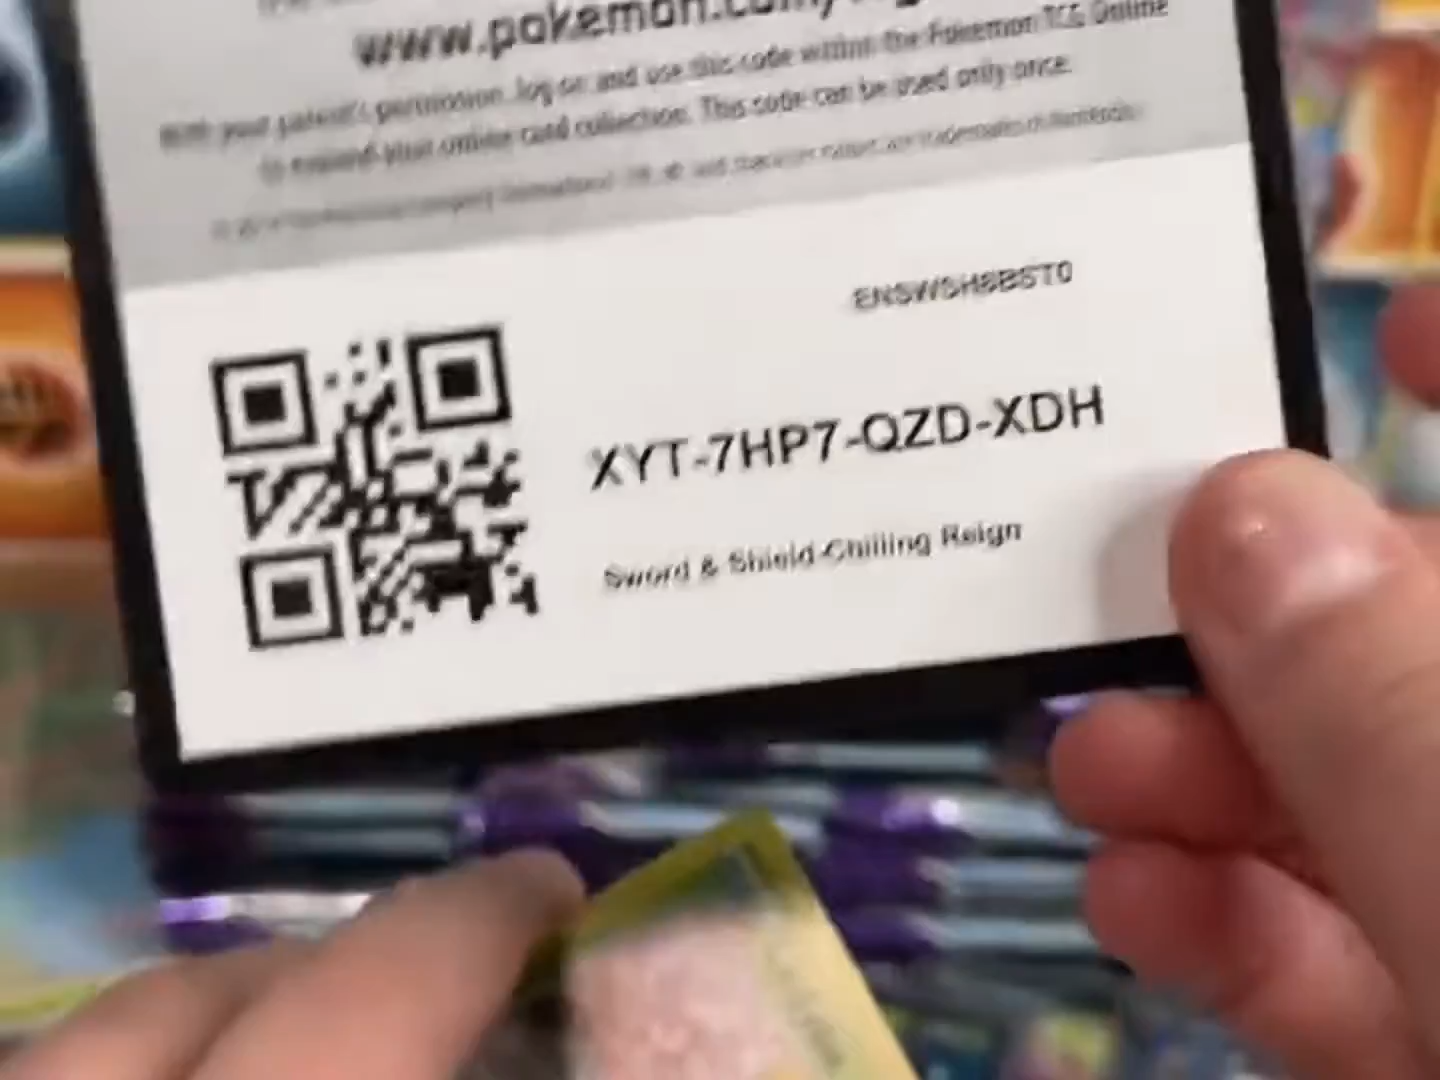 www.pokemon.com/
With your parent's permission, log on and use this code within the Pokémon TCG Online
to expand your online card collection. This code can be used only once.
ENSWSH6BST0
XYT-7HP7-QZD-XDH
Sword & Shield-Chilling Reign